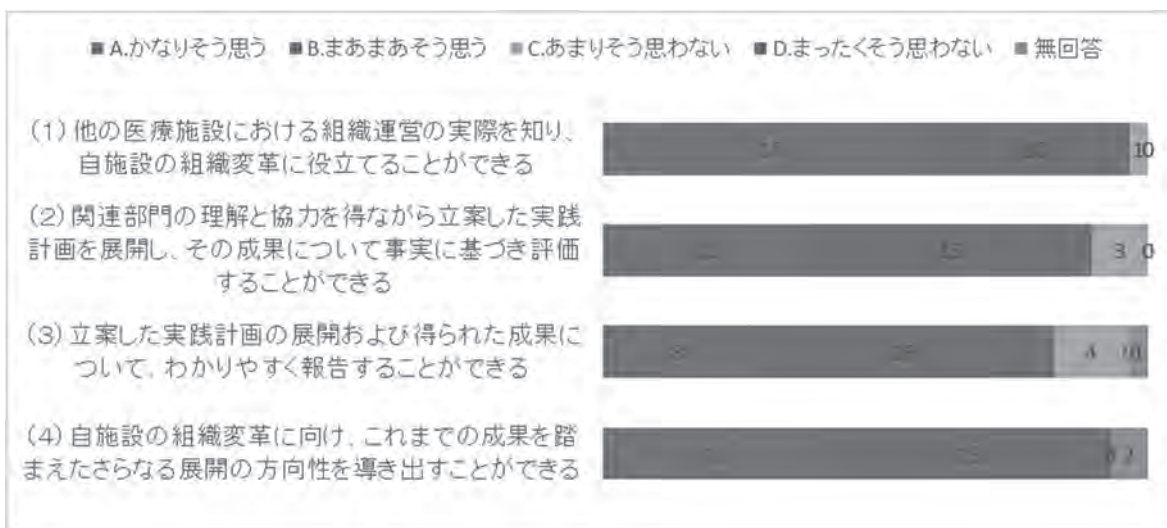 ■A.かなりそう思う ■B.まあまあそう思う ■C.あまりそう思わない ■D.まったくそう思わない ■無回答
(1)他の医療施設における組織運営の実際を知り、
自施設の組織変革に役立てることができる
10
(2)関連部門の理解と協力を得ながら立案した実践
計画を展開し、その成果について事実に基づき評価
することができる
3 0
(3)立案した実践計画の展開および得られた成果に
ついて、わかりやすく報告することができる
4
(4)自施設の組織変革に向け、これまでの成果を踏
まえたさらなる展開の方向性を導き出すことができる
2